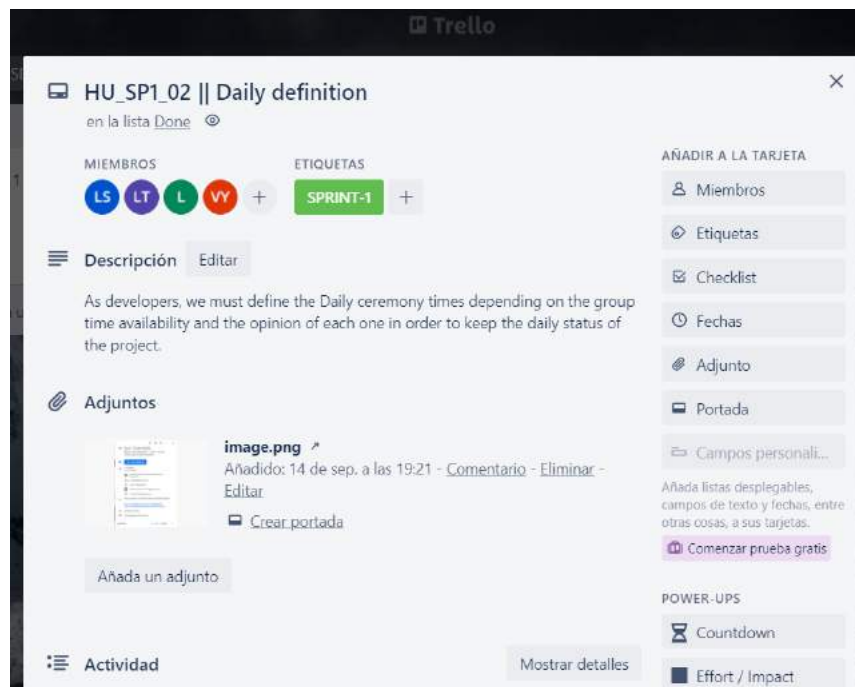 Trello
HU_SP1_02 || Daily definition
en la lista Done
MIEMBROS
ETIQUETAS
LS LT L VY +
SPRINT-1 +
Descripción Editar
As developers, we must define the Daily ceremony times depending on the group
time availability and the opinion of each one in order to keep the daily status of
the project.
Adjuntos
image.png
Añadido: 14 de sep. a las 19:21 - Comentario - Eliminar -
Editar
Crear portada
Añada un adjunto
Actividad
Mostrar detalles
AÑADIR A LA TARJETA
Miembros
Etiquetas
Checklist
Fechas
Adjunto
Portada
Campos personali...
Añada listas desplegables,
campos de texto y fechas, entre
otras cosas, a sus tarjetas.
Comenzar prueba gratis
POWER-UPS
Countdown
Effort / Impact